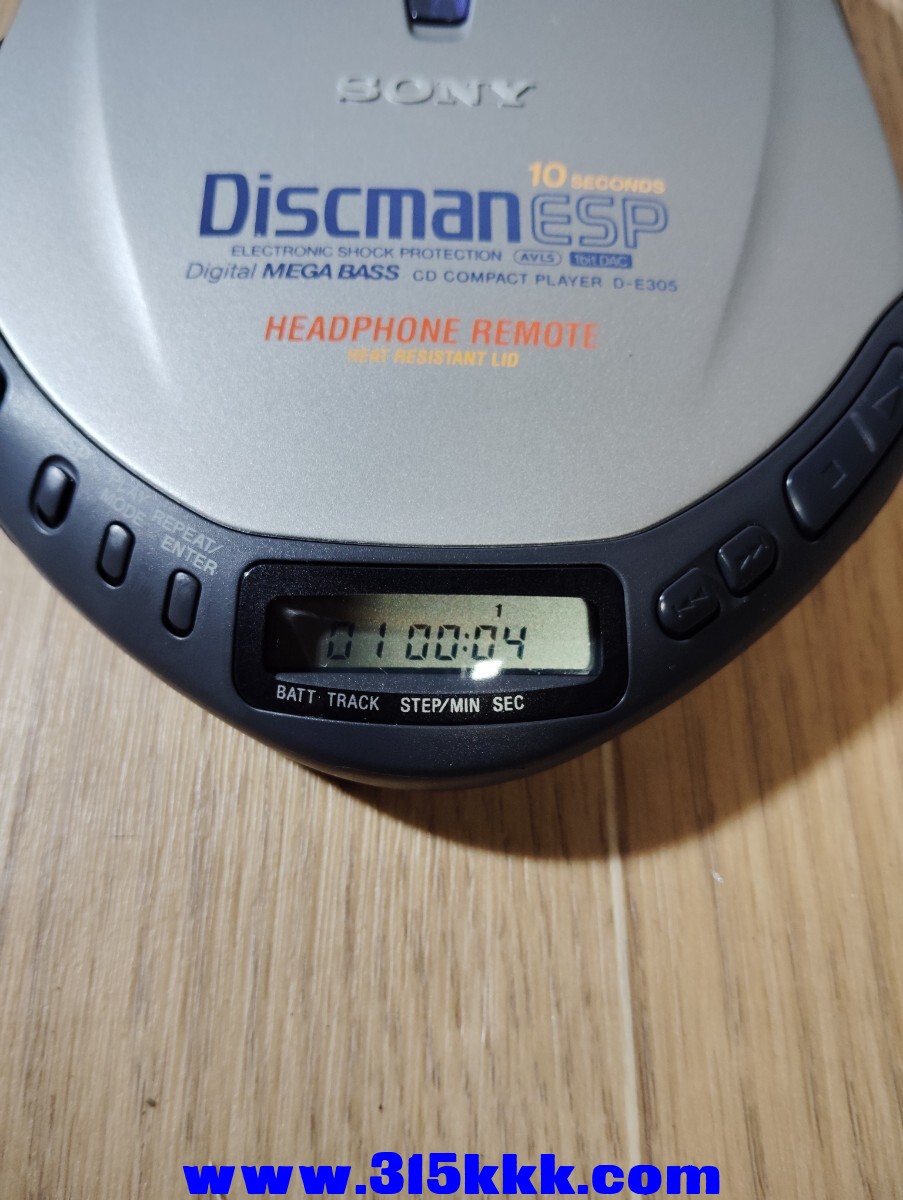 SONY
10 SECONDS
Discman ESP
ELECTRONIC SHOCK PROTECTION AVLS 1bit DAC
Digital MEGA BASS CD COMPACT PLAYER D-E305
HEADPHONE REMOTE
HEAT RESISTANT LID
MODE
REPEAT/
ENTER
1
01 00:04
BATT TRACK STEP/MIN SEC
www.315kkk.com